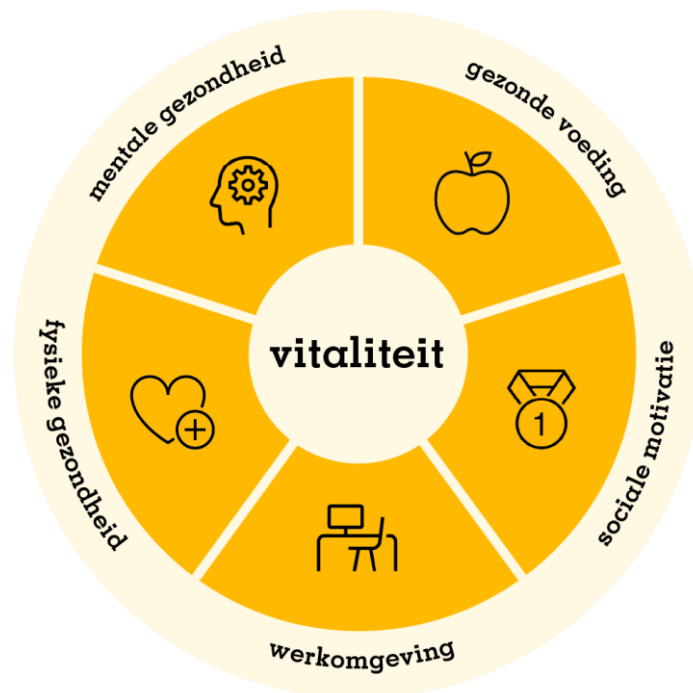 mentale gezondheid
gezonde voeding
vitaliteit
fysieke gezondheid
1
sociale motivatie
werkomgeving